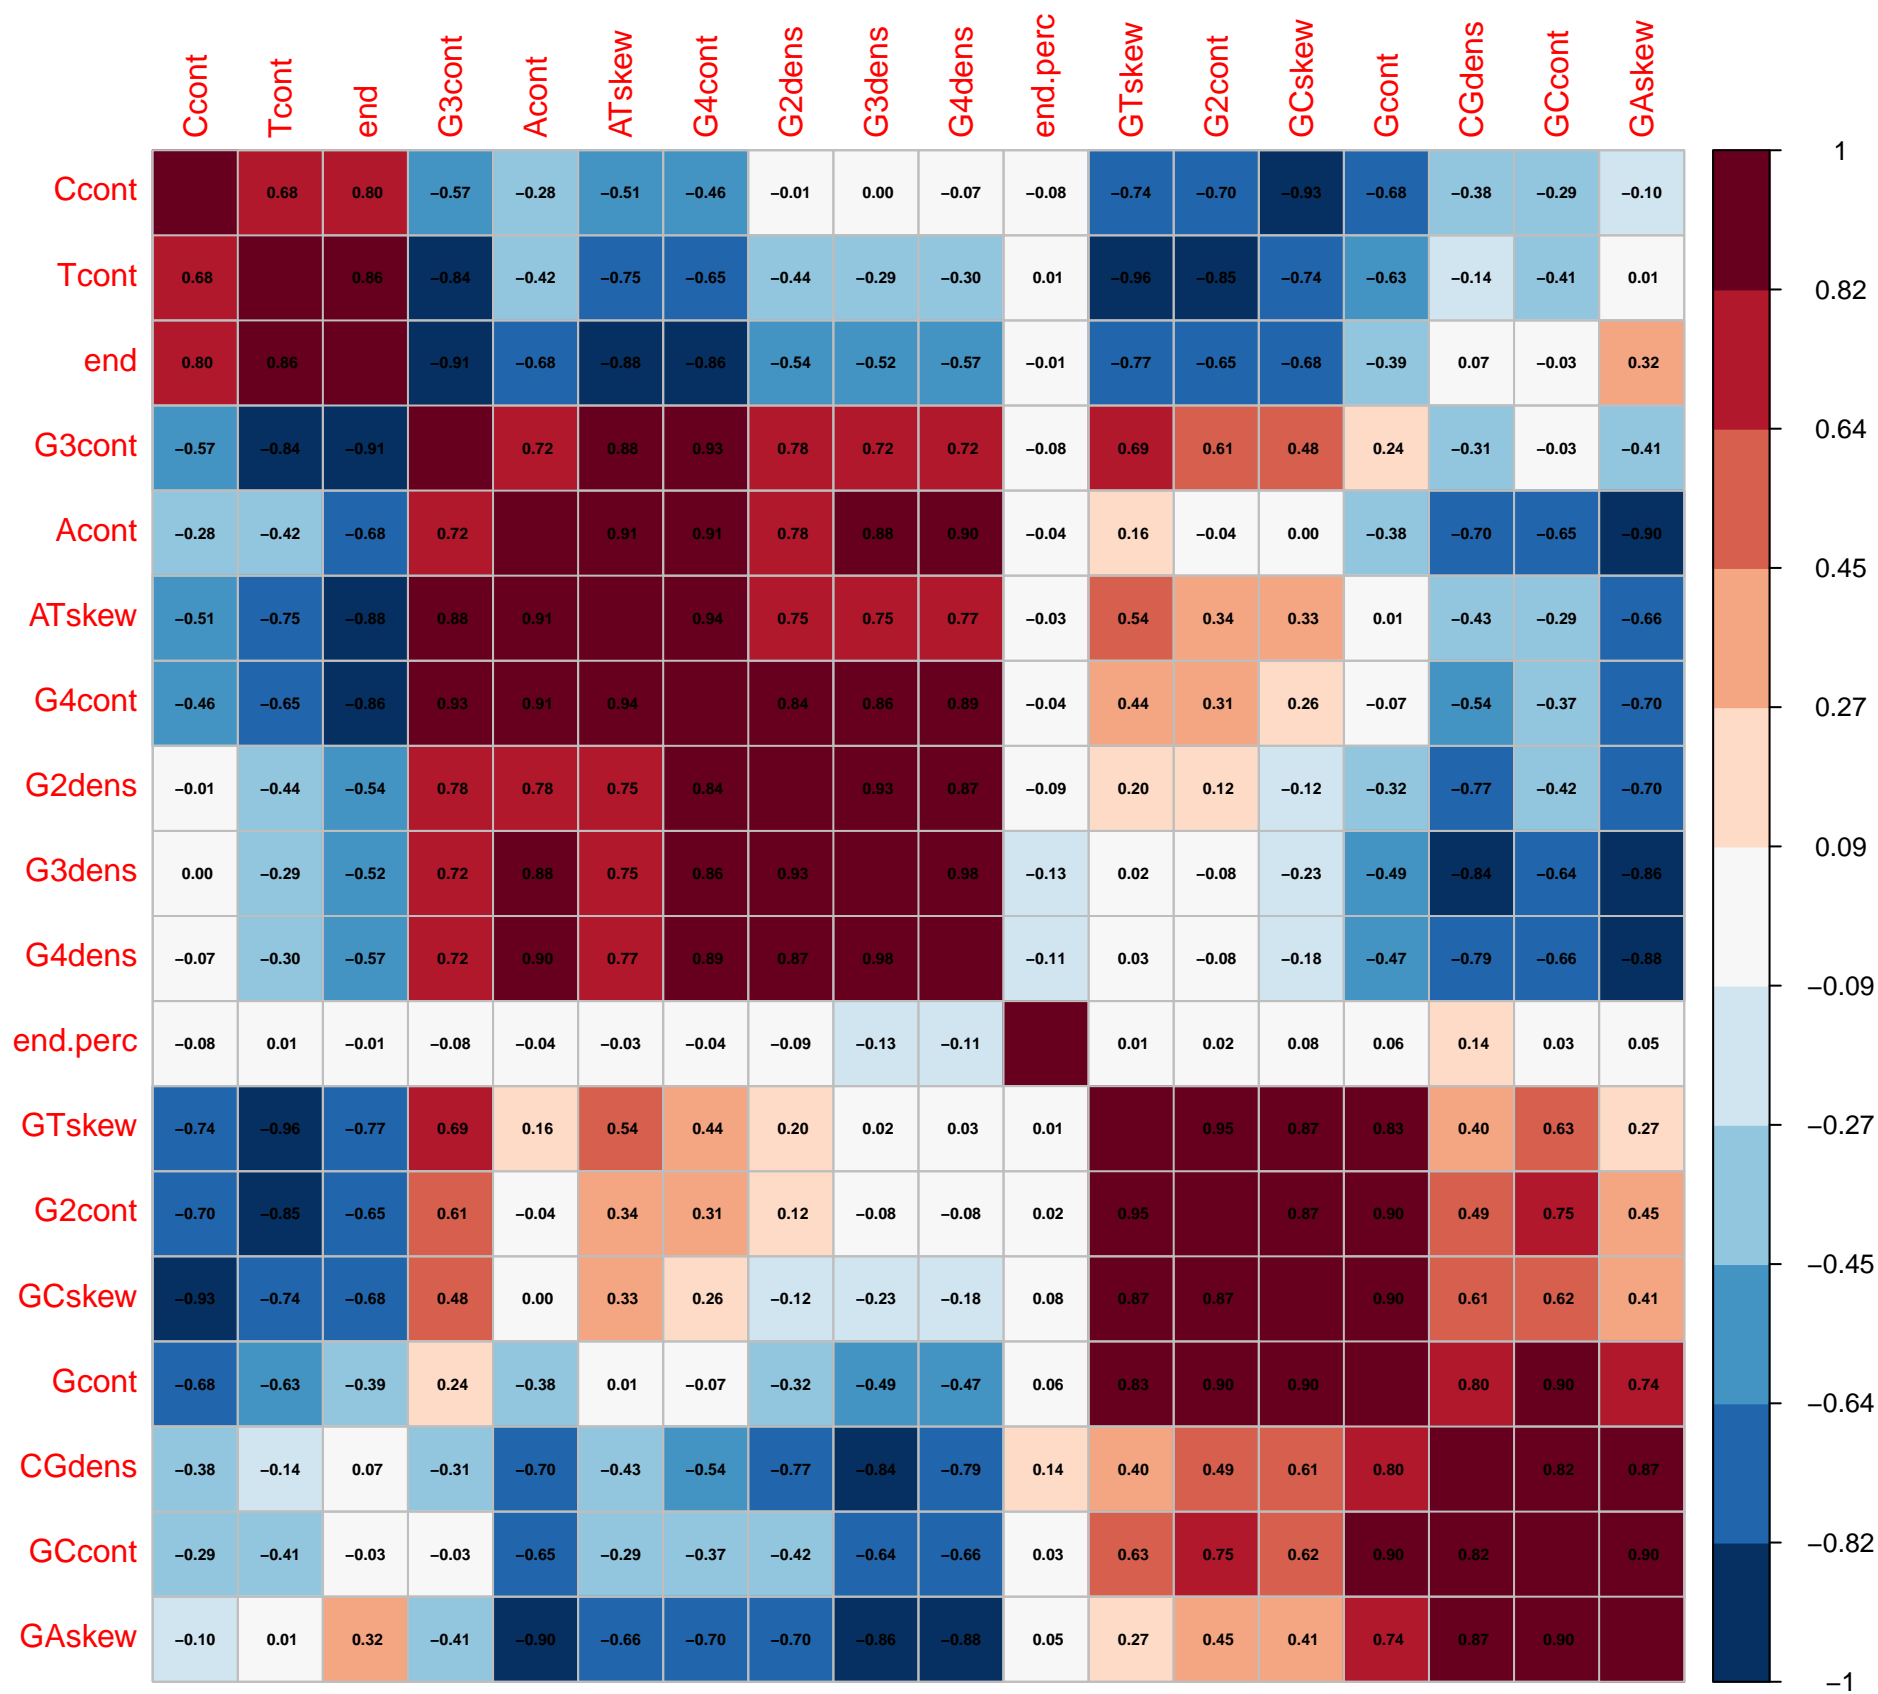 Ccont Tcont end G3cont Acont ATskew G4cont G2dens G3dens G4dens end.perc GTskew G2cont GCskew Gcont CGdens GCcont GAskew
Ccont 0.68 0.80 −0.57 −0.28 −0.51 −0.46 −0.01 0.00 −0.07 −0.08 −0.74 −0.70 −0.93 −0.68 −0.38 −0.29 −0.10
Tcont 0.68 0.86 −0.84 −0.42 −0.75 −0.65 −0.44 −0.29 −0.30 0.01 −0.96 −0.85 −0.74 −0.63 −0.14 −0.41 0.01
end 0.80 0.86 −0.91 −0.68 −0.88 −0.86 −0.54 −0.52 −0.57 −0.01 −0.77 −0.65 −0.68 −0.39 0.07 −0.03 0.32
G3cont −0.57 −0.84 −0.91 0.72 0.88 0.93 0.78 0.72 0.72 −0.08 0.69 0.61 0.48 0.24 −0.31 −0.03 −0.41
Acont −0.28 −0.42 −0.68 0.72 0.91 0.91 0.78 0.88 0.90 −0.04 0.16 −0.04 0.00 −0.38 −0.70 −0.65 −0.90
ATskew −0.51 −0.75 −0.88 0.88 0.91 0.94 0.75 0.75 0.77 −0.03 0.54 0.34 0.33 0.01 −0.43 −0.29 −0.66
G4cont −0.46 −0.65 −0.86 0.93 0.91 0.94 0.84 0.86 0.89 −0.04 0.44 0.31 0.26 −0.07 −0.54 −0.37 −0.70
G2dens −0.01 −0.44 −0.54 0.78 0.78 0.75 0.84 0.93 0.87 −0.09 0.20 0.12 −0.12 −0.32 −0.77 −0.42 −0.70
G3dens 0.00 −0.29 −0.52 0.72 0.88 0.75 0.86 0.93 0.98 −0.13 0.02 −0.08 −0.23 −0.49 −0.84 −0.64 −0.86
G4dens −0.07 −0.30 −0.57 0.72 0.90 0.77 0.89 0.87 0.98 −0.11 0.03 −0.08 −0.18 −0.47 −0.79 −0.66 −0.88
end.perc −0.08 0.01 −0.01 −0.08 −0.04 −0.03 −0.04 −0.09 −0.13 −0.11 0.01 0.02 0.08 0.06 0.14 0.03 0.05
GTskew −0.74 −0.96 −0.77 0.69 0.16 0.54 0.44 0.20 0.02 0.03 0.01 0.95 0.87 0.83 0.40 0.63 0.27
G2cont −0.70 −0.85 −0.65 0.61 −0.04 0.34 0.31 0.12 −0.08 −0.08 0.02 0.95 0.87 0.90 0.49 0.75 0.45
GCskew −0.93 −0.74 −0.68 0.48 0.00 0.33 0.26 −0.12 −0.23 −0.18 0.08 0.87 0.87 0.90 0.61 0.62 0.41
Gcont −0.68 −0.63 −0.39 0.24 −0.38 0.01 −0.07 −0.32 −0.49 −0.47 0.06 0.83 0.90 0.90 0.80 0.90 0.74
CGdens −0.38 −0.14 0.07 −0.31 −0.70 −0.43 −0.54 −0.77 −0.84 −0.79 0.14 0.40 0.49 0.61 0.80 0.82 0.87
GCcont −0.29 −0.41 −0.03 −0.03 −0.65 −0.29 −0.37 −0.42 −0.64 −0.66 0.03 0.63 0.75 0.62 0.90 0.82 0.90
GAskew −0.10 0.01 0.32 −0.41 −0.90 −0.66 −0.70 −0.70 −0.86 −0.88 0.05 0.27 0.45 0.41 0.74 0.87 0.90
1
0.82
0.64
0.45
0.27
0.09
−0.09
−0.27
−0.45
−0.64
−0.82
−1